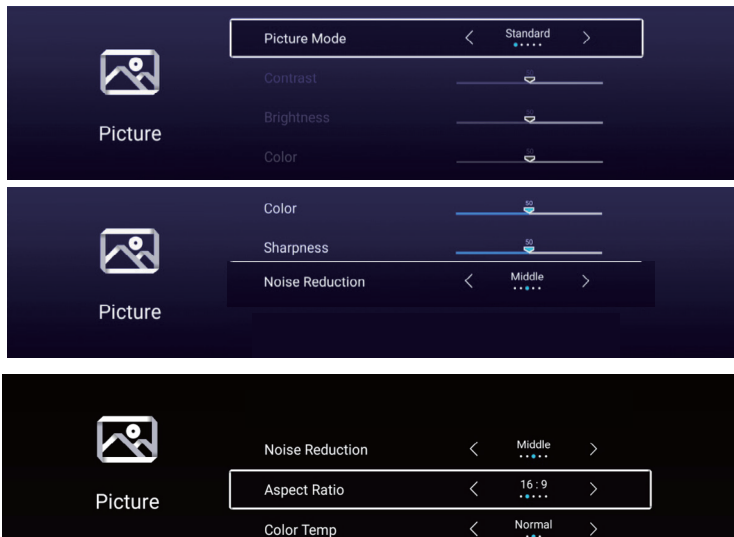 Picture Mode
Standard
Contrast
Brightness
Picture
50
Color
50
Color
50
Sharpness
Noise Reduction
Middle
Picture
Noise Reduction
Middle
16 : 9
Aspect Ratio
Picture
Normal
Color Temp